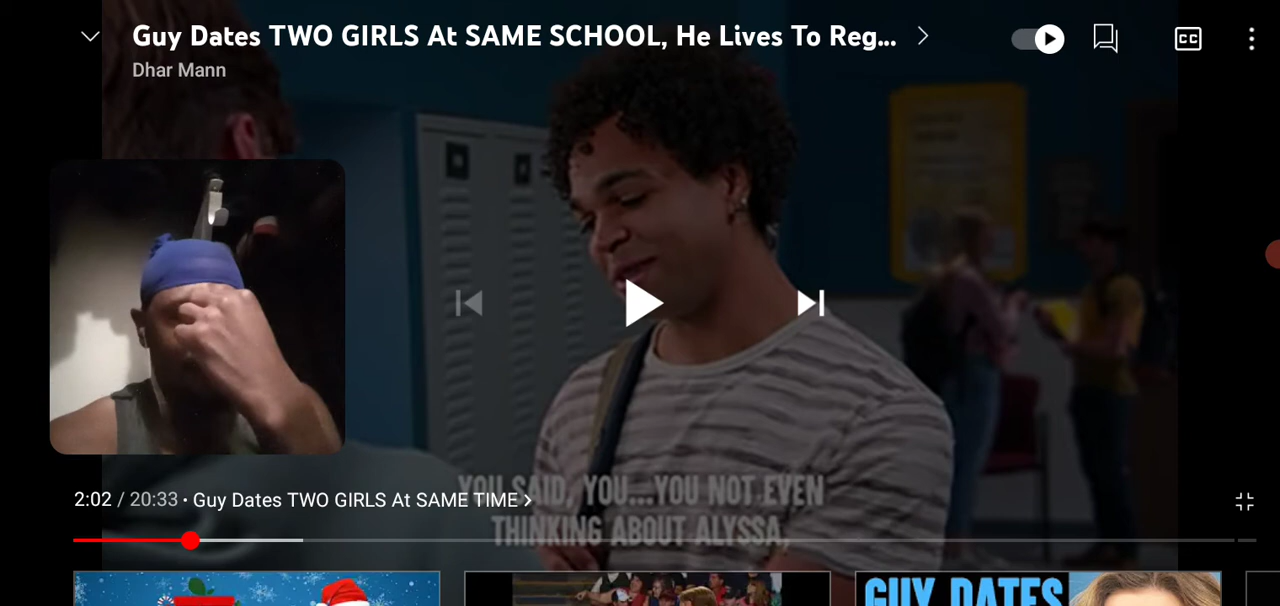 Guy Dates TWO GIRLS At SAME SCHOOL, He Lives To Reg...
Dhar Mann
CC
YOU SAID, YOU...YOU NOT EVEN
THINKING ABOUT ALYSSA,
2:02 / 20:33 · Guy Dates TWO GIRLS At SAME TIME
GUY DATES